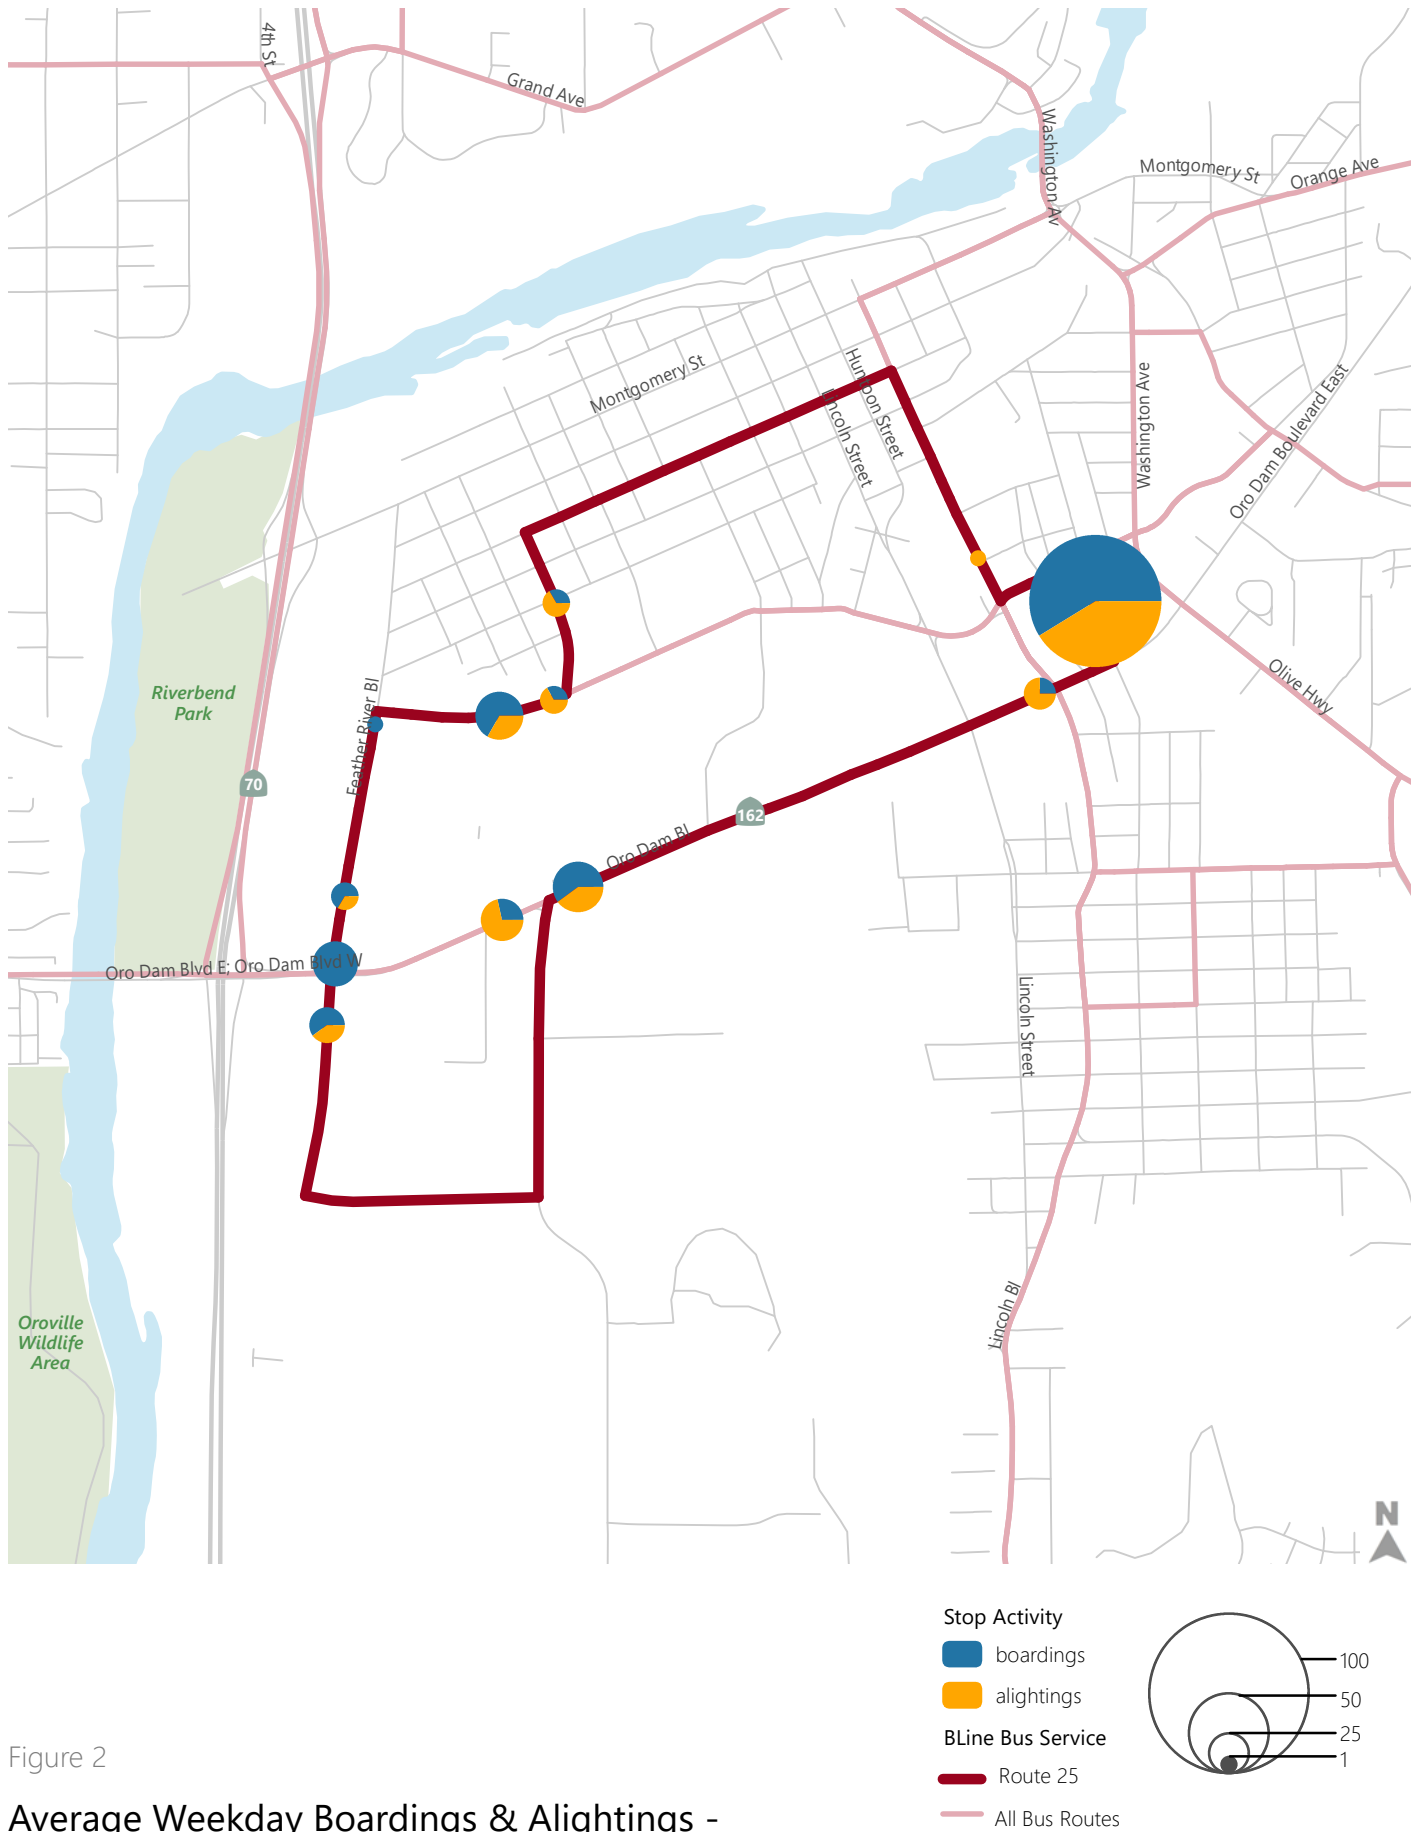 4th St
Grand Ave
Washington Av
Montgomery St
Orange Ave
Montgomery St
Huntoon Street
Lincoln Street
Washington Ave
Oro Dam Boulevard East
Riverbend
Park
Feather River Bl
Olive Hwy
70
162
Oro Dam Bl
Oro Dam Blvd E; Oro Dam Blvd W
Lincoln Street
Lincoln Bl
Oroville
Wildlife
Area
N
Stop Activity
boardings
alightings
BLine Bus Service
Route 25
All Bus Routes
100
50
25
1
Figure 2
Average Weekday Boardings & Alightings -